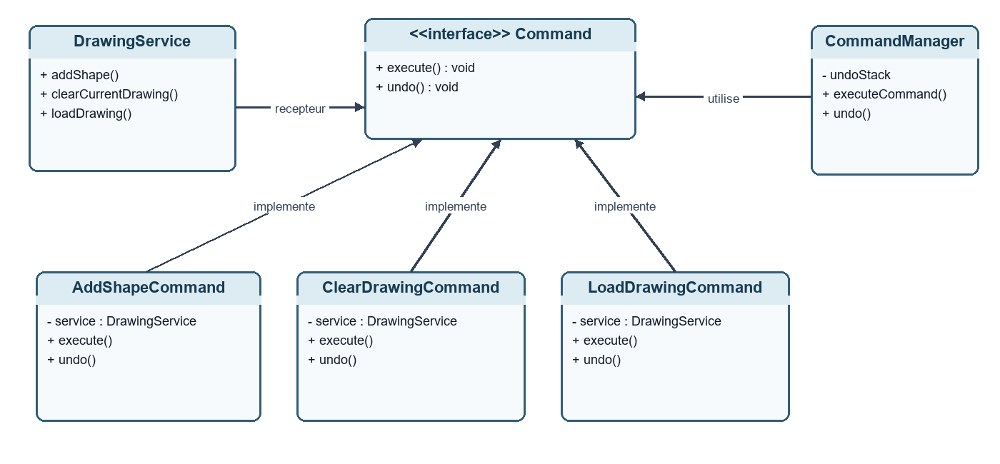 DrawingService
+ addShape()
+ clearCurrentDrawing()
+ loadDrawing()
recepteur
<<interface>> Command
+ execute() : void
+ undo() : void
utilise
CommandManager
- undoStack
+ executeCommand()
+ undo()
implemente
implemente
implemente
AddShapeCommand
- service : DrawingService
+ execute()
+ undo()
ClearDrawingCommand
- service : DrawingService
+ execute()
+ undo()
LoadDrawingCommand
- service : DrawingService
+ execute()
+ undo()